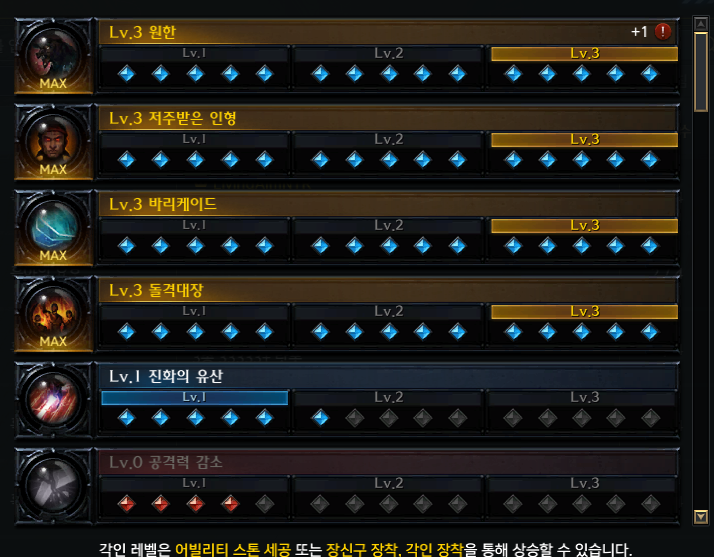 Lv.3 원한 +1
Lv.1 Lv.2 Lv.3
MAX
Lv.3 저주받은 인형
Lv.1 Lv.2 Lv.3
MAX
Lv.3 바리케이드
Lv.1 Lv.2 Lv.3
MAX
Lv.3 돌격대장
Lv.1 Lv.2 Lv.3
MAX
Lv.1 진화의 유산
Lv.1 Lv.2 Lv.3
Lv.0 공격력 감소
Lv.1 Lv.2 Lv.3
각인 레벨은 어빌리티 스톤 세공 또는 장신구 장착, 각인 장착을 통해 상승할 수 있습니다.